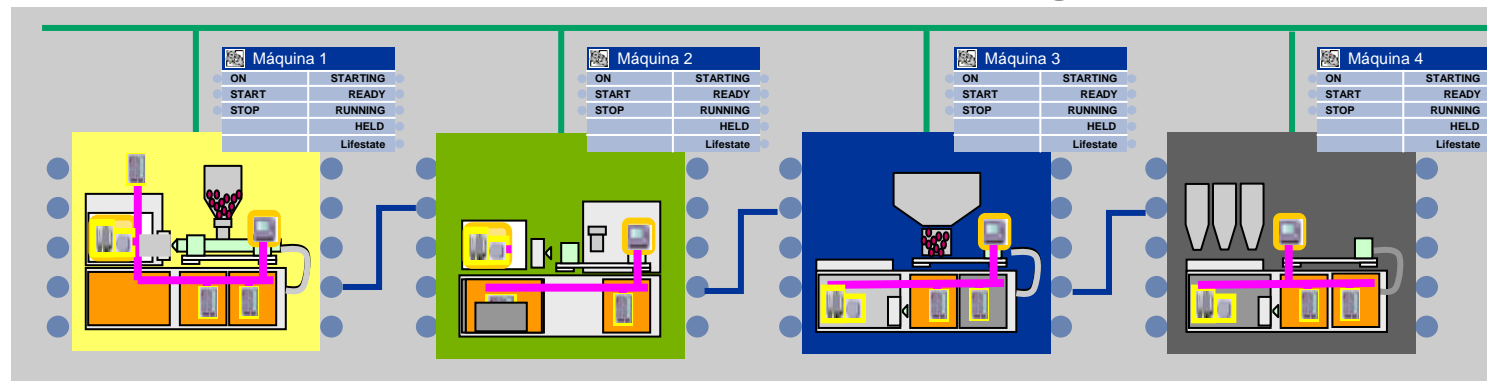 Máquina 1
ON STARTING
START READY
STOP RUNNING
HELD
Lifestate
Máquina 2
ON STARTING
START READY
STOP RUNNING
HELD
Lifestate
Máquina 3
ON STARTING
START READY
STOP RUNNING
HELD
Lifestate
Máquina 4
ON STARTING
START READY
STOP RUNNING
HELD
Lifestate